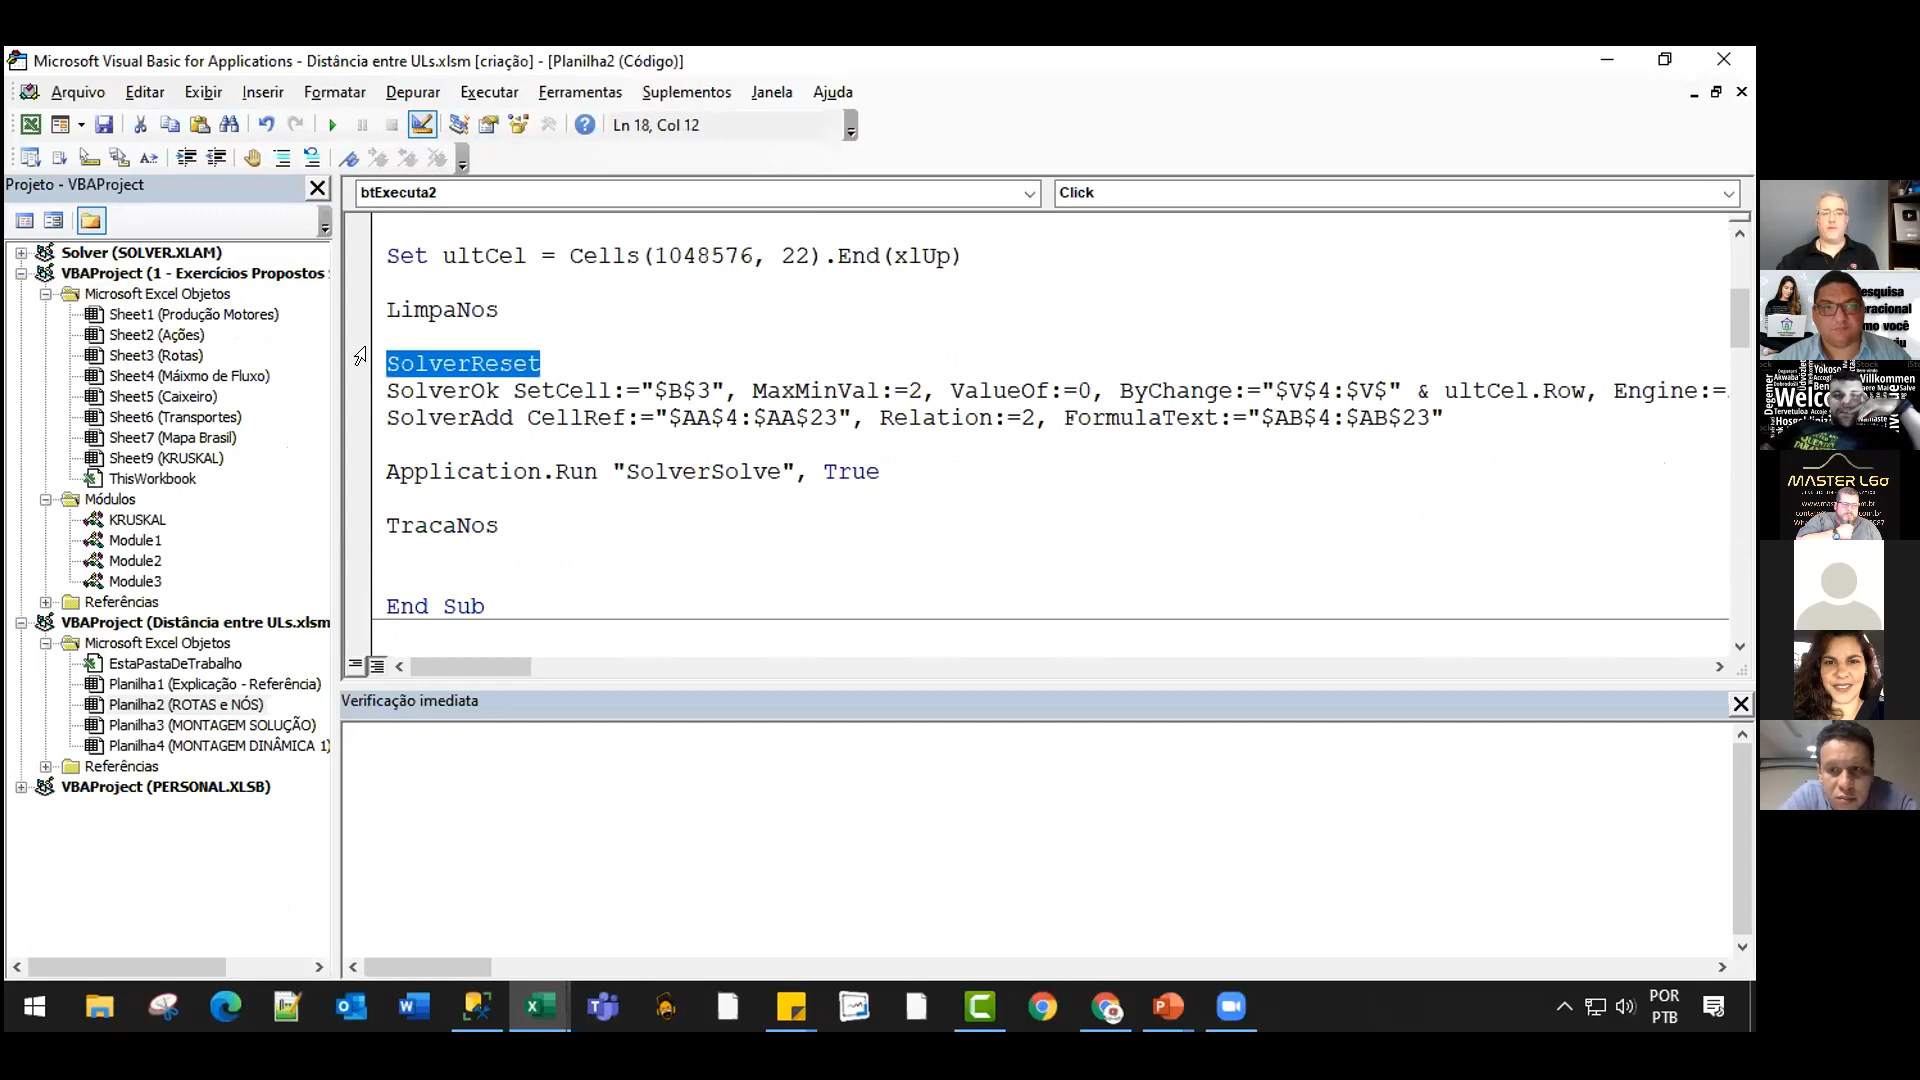 Microsoft Visual Basic for Applications - Distância entre ULs.xlsm [criação] - [Planilha2 (Código)]
Arquivo Editar Exibir Inserir Formatar Depurar Executar Ferramentas Suplementos Janela Ajuda
Ln 18, Col 12
Projeto - VBAProject
btExecuta2
Click
Solver (SOLVER.XLAM)
VBAProject (1 - Exercícios Propostos
Microsoft Excel Objetos
Sheet1 (Produção Motores)
Sheet2 (Ações)
Sheet3 (Rotas)
Sheet4 (Máixmo de Fluxo)
Sheet5 (Caixeiro)
Sheet6 (Transportes)
Sheet7 (Mapa Brasil)
Sheet9 (KRUSKAL)
ThisWorkbook
Módulos
KRUSKAL
Module1
Module2
Module3
Referências
VBAProject (Distância entre ULs.xlsm
Microsoft Excel Objetos
EstaPastaDeTrabalho
Planilha1 (Explicação - Referência)
Planilha2 (ROTAS e NÓS)
Planilha3 (MONTAGEM SOLUÇÃO)
Planilha4 (MONTAGEM DINÂMICA 1)
Referências
VBAProject (PERSONAL.XLSB)
Set ultCel = Cells(1048576, 22).End(xlUp)
LimpaNos
SolverReset
SolverOk SetCell:="$B$3", MaxMinVal:=2, ValueOf:=0, ByChange:="$V$4:$V$" & ultCel.Row, Engine:=
SolverAdd CellRef:="$AA$4:$AA$23", Relation:=2, FormulaText:="$AB$4:$AB$23"
Application.Run "SolverSolve", True
TracaNos
End Sub
Verificação imediata
POR
PTB
esquisa
eracional
mo você
Willkommen
MASTER LGσ